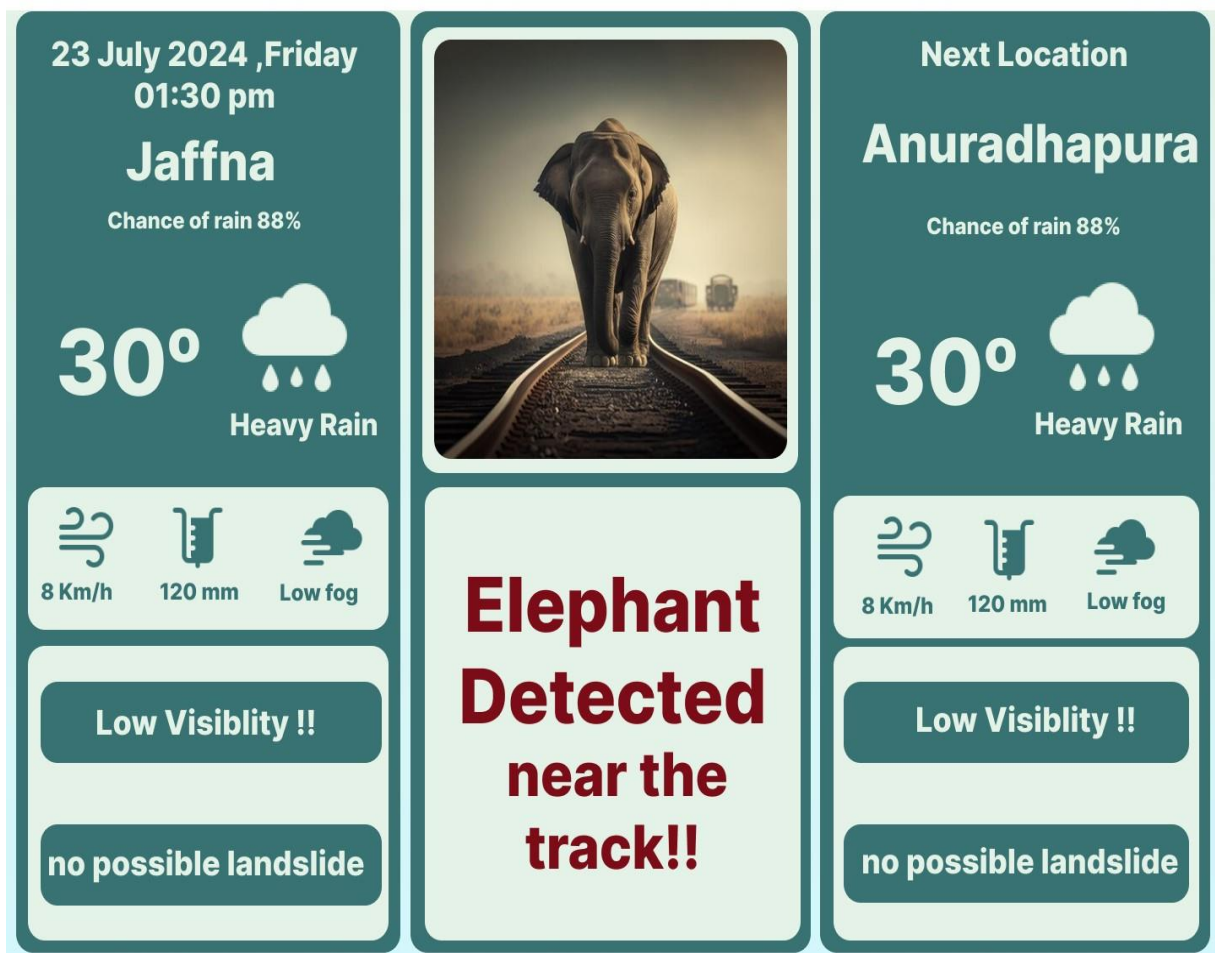 23 July 2024 ,Friday
01:30 pm
Jaffna
Chance of rain 88%
30º
Heavy Rain
8 Km/h
120 mm
Low fog
Low Visiblity !!
no possible landslide
Elephant
Detected
near the
track!!
Next Location
Anuradhapura
Chance of rain 88%
30º
Heavy Rain
8 Km/h
120 mm
Low fog
Low Visiblity !!
no possible landslide